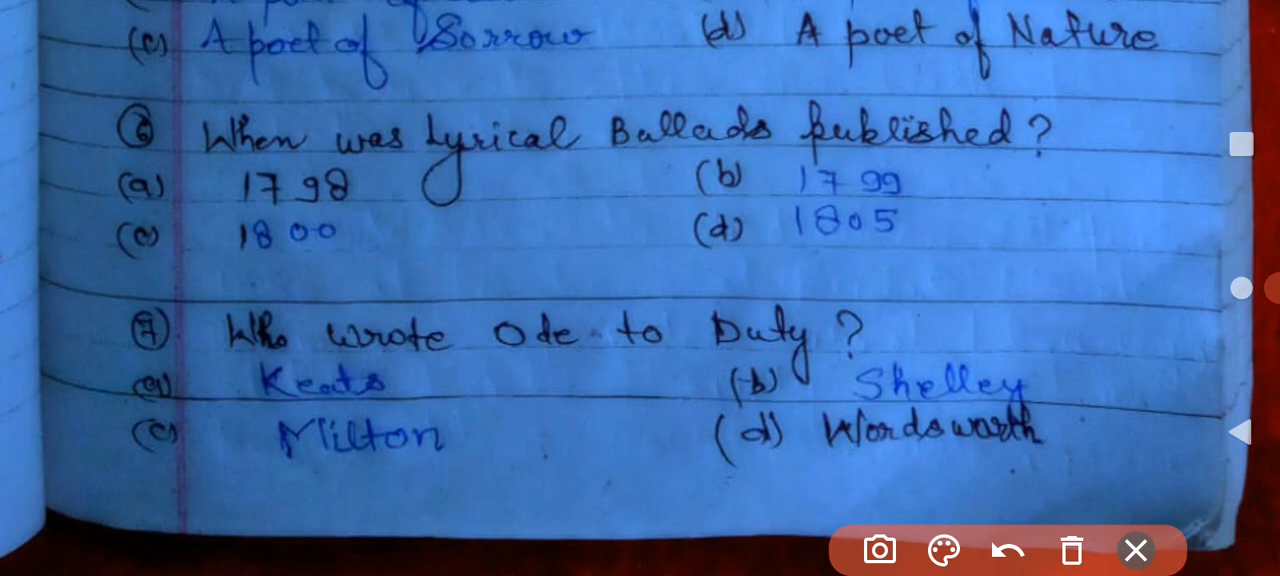 (c) A poet of Sorrow (d) A poet of Nature
⑥ When was Lyrical Ballads published?
(a) 1798 (b) 1799
(c) 1800 (d) 1805
⑦ Who wrote Ode to Duty?
(a) Keats (b) Shelley
(c) Milton (d) Wordsworth